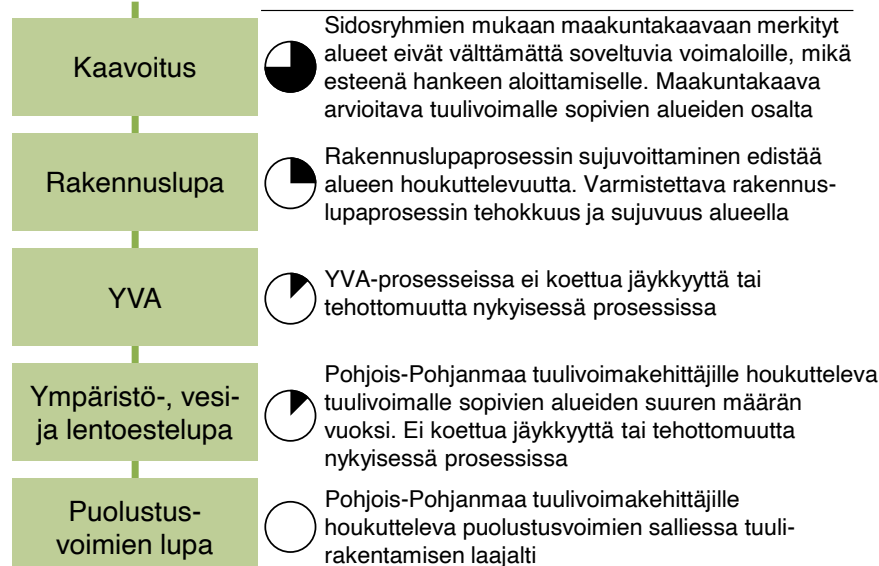 Kaavoitus
Sidosryhmien mukaan maakuntakaavaan merkityt
alueet eivät välttämättä soveltuvia voimaloille, mikä
esteenä hankeen aloittamiselle. Maakuntakaava
arvioitava tuulivoimalle sopivien alueiden osalta
Rakennuslupa
Rakennuslupaprosessin sujuvoittaminen edistää
alueen houkuttelevuutta. Varmistettava rakennus-
lupaprosessin tehokkuus ja sujuvuus alueella
YVA
YVA-prosesseissa ei koettua jäykkyyttä tai
tehottomuutta nykyisessä prosessissa
Ympäristö-, vesi-
ja lentoestelupa
Pohjois-Pohjanmaa tuulivoimakehittäjille houkutteleva
tuulivoimalle sopivien alueiden suuren määrän
vuoksi. Ei koettua jäykkyyttä tai tehottomuutta
nykyisessä prosessissa
Puolustus-
voimien lupa
Pohjois-Pohjanmaa tuulivoimakehittäjille
houkutteleva puolustusvoimien salliessa tuuli-
rakentamisen laajalti